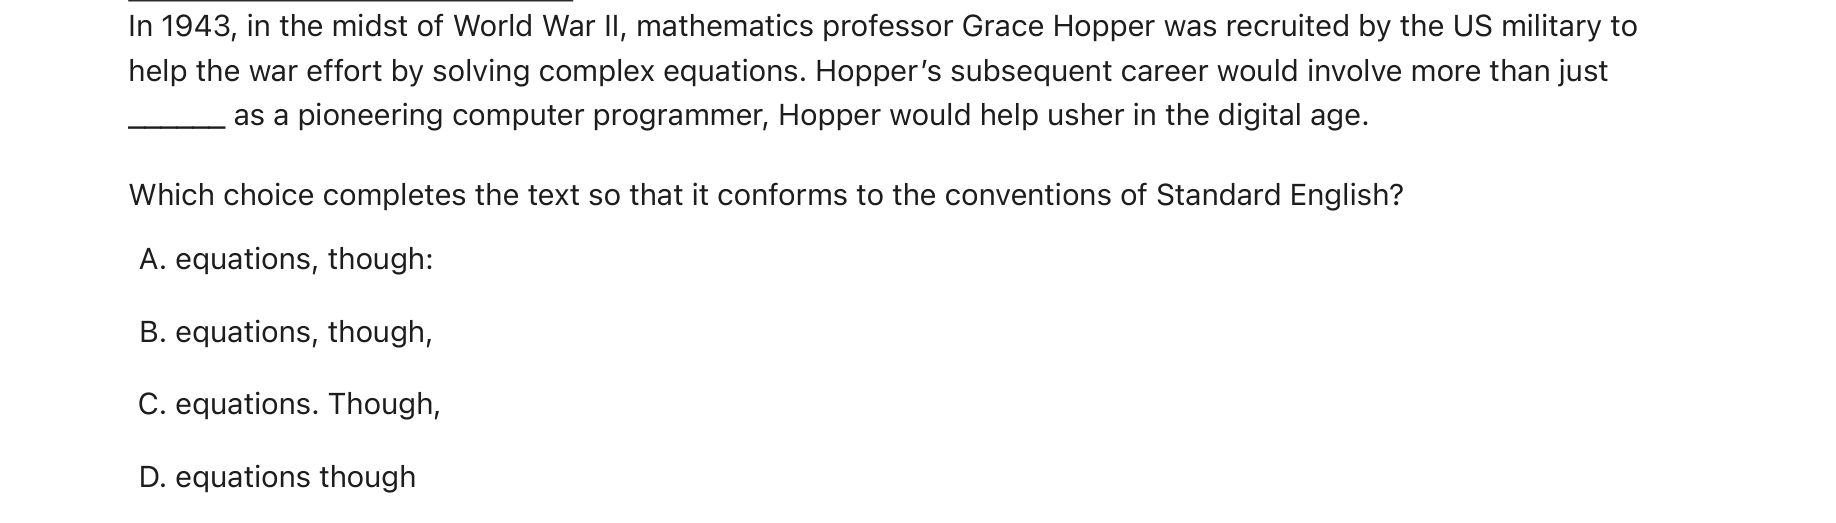 In 1943, in the midst of World War II, mathematics professor Grace Hopper was recruited by the US military to
help the war effort by solving complex equations. Hopper’s subsequent career would involve more than just
______ as a pioneering computer programmer, Hopper would help usher in the digital age.
Which choice completes the text so that it conforms to the conventions of Standard English?
A. equations, though:
B. equations, though,
C. equations. Though,
D. equations though